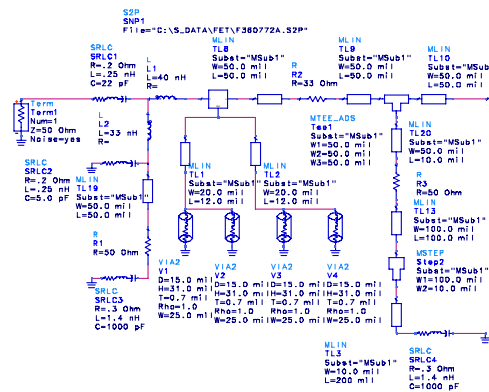 S2P
SNP1
File="C:\S_DATA\FET\F360772A.S2P"
SRLC
SRLC1
R=.2 Ohm
L=.25 nH
C=22 pF
L
L1
L=40 nH
R=
MLIN
TL8
Subst="MSub1"
W=50.0 mil
L=50.0 mil
R
R2
R=33 Ohm
MLIN
TL9
Subst="MSub1"
W=50.0 mil
L=50.0 mil
MLIN
TL10
Subst="MSub1"
W=50.0 mil
L=50.0 mil
Term
Term1
Num=1
Z=50 Ohm
Noise=yes
L
L2
L=33 nH
R=
MTEE_ADS
Tee1
Subst="MSub1"
W1=50.0 mil
W2=50.0 mil
W3=50.0 mil
MLIN
TL20
Subst="MSub1"
W=50.0 mil
L=10.0 mil
SRLC
SRLC2
R=.2 Ohm
L=.25 nH
C=5.0 pF
MLIN
TL19
Subst="MSub1"
W=50.0 mil
L=50.0 mil
MLIN
TL1
Subst="MSub1"
W=20.0 mil
L=12.0 mil
MLIN
TL2
Subst="MSub1"
W=20.0 mil
L=12.0 mil
R
R3
R=50 Ohm
MLIN
TL13
Subst="MSub1"
W=100.0 mil
L=100.0 mil
R
R1
R=50 Ohm
MSTEP
Step2
Subst="MSub1"
W1=100.0 mil
W2=10.0 mil
SRLC
SRLC3
R=.3 Ohm
L=1.4 nH
C=1000 pF
VIA2
V1
D=15.0 mil
H=31.0 mil
T=0.7 mil
Rho=1.0
W=25.0 mil
VIA2
V2
D=15.0 mil
H=31.0 mil
T=0.7 mil
Rho=1.0
W=25.0 mil
VIA2
V3
D=15.0 mil
H=31.0 mil
T=0.7 mil
Rho=1.0
W=25.0 mil
VIA2
V4
D=15.0 mil
H=31.0 mil
T=0.7 mil
Rho=1.0
W=25.0 mil
MLIN
TL3
Subst="MSub1"
W=10.0 mil
L=200 mil
SRLC
SRLC4
R=.3 Ohm
L=1.4 nH
C=1000 pF